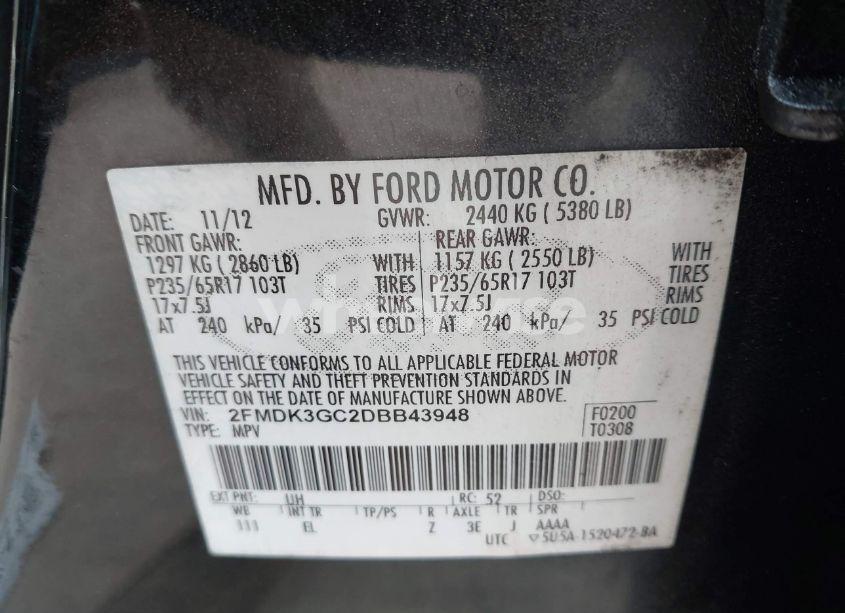 MFD. BY FORD MOTOR CO.
DATE: 11/12 GVWR: 2440 KG ( 5380 LB)
FRONT GAWR: REAR GAWR:
1297 KG ( 2860 LB) WITH 1157 KG ( 2550 LB) WITH
P235/65R17 103T TIRES P235/65R17 103T TIRES
17x7.5J RIMS 17x7.5J RIMS
AT 240 kPa/ 35 PSI COLD AT 240 kPa/ 35 PSI COLD
THIS VEHICLE CONFORMS TO ALL APPLICABLE FEDERAL MOTOR
VEHICLE SAFETY AND THEFT PREVENTION STANDARDS IN
EFFECT ON THE DATE OF MANUFACTURE SHOWN ABOVE.
VIN: 2FMDK3GC2DBB43948 F0200
TYPE: MPV T0308
EXT PNT: UH RC: 52 DSO:
WB INT TR TP/PS R AXLE TR SPR
EL Z 3E J AAAA
UTC ▽5U5A-1520472-BA